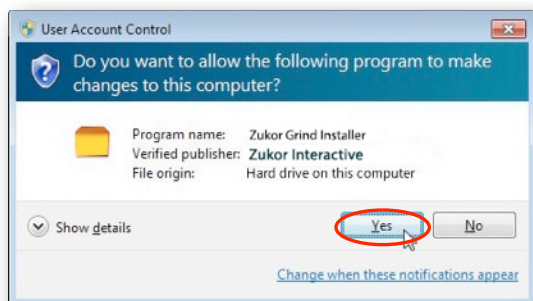 User Account Control
Do you want to allow the following program to make
changes to this computer?
Program name: Zukor Grind Installer
Verified publisher: Zukor Interactive
File origin: Hard drive on this computer
Show details
Yes
No
Change when these notifications appear